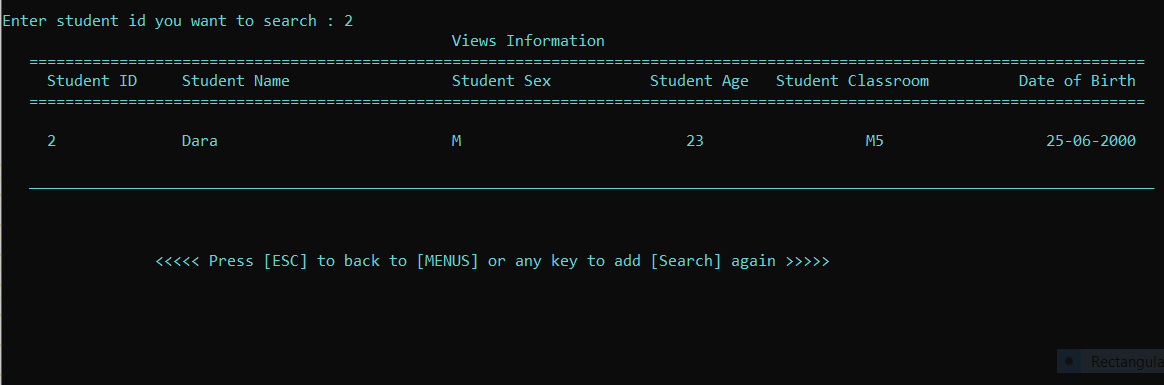 Enter student id you want to search : 2
Views Information
============================================================================================================================
Student ID     Student Name                  Student Sex           Student Age   Student Classroom          Date of Birth
============================================================================================================================
2              Dara                          M                         23                  M5                  25-06-2000
<<<<< Press [ESC] to back to [MENUS] or any key to add [Search] again >>>>>